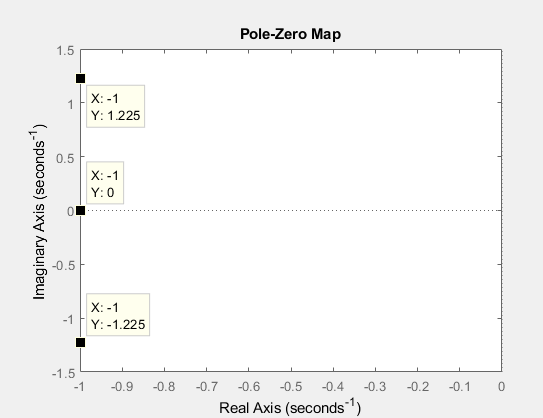 Pole-Zero Map
1.5
X: -1
Y: 1.225
1
0.5
X: -1
Y: 0
0
-0.5
X: -1
Y: -1.225
-1
-1.5
Imaginary Axis (seconds⁻¹)
-1 -0.9 -0.8 -0.7 -0.6 -0.5 -0.4 -0.3 -0.2 -0.1 0
Real Axis (seconds⁻¹)